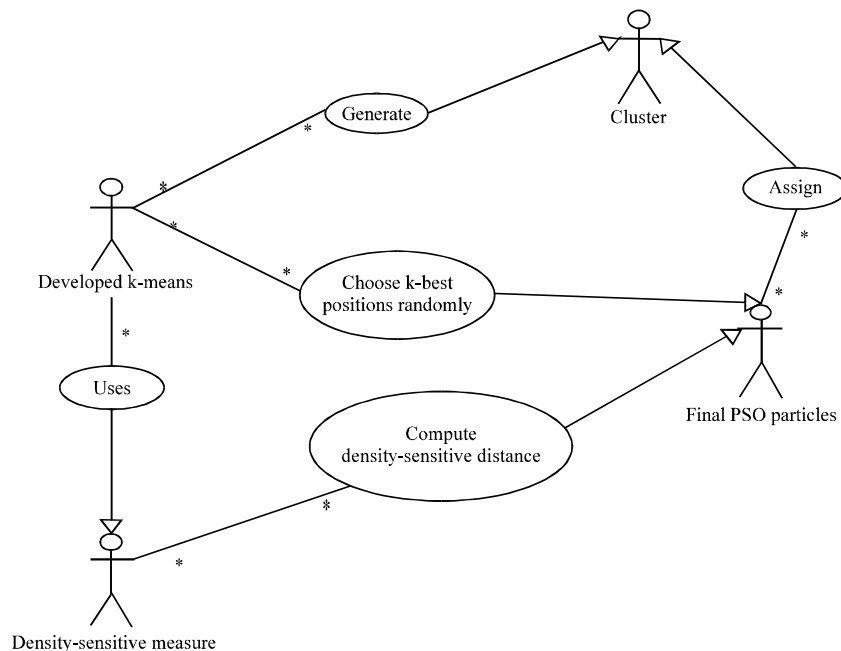 Cluster
Generate
*
*
Assign
*
*
*
*
Developed k-means
Choose k-best
positions randomly
*
Final PSO particles
*
Uses
Compute
density-sensitive distance
*
*
Density-sensitive measure